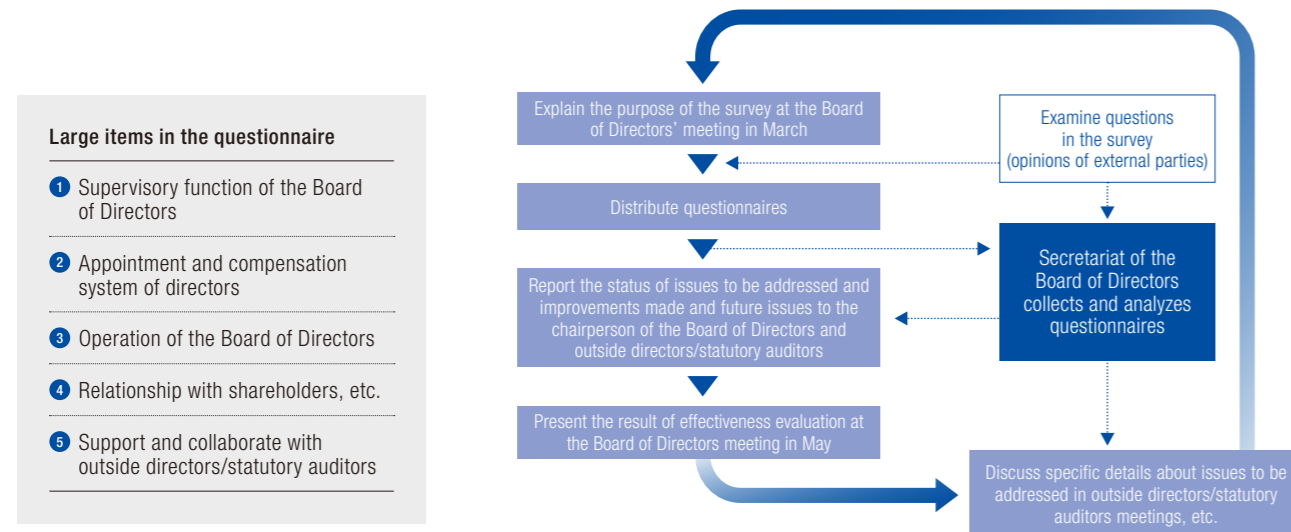 Large items in the questionnaire
1 Supervisory function of the Board
of Directors
2 Appointment and compensation
system of directors
3 Operation of the Board of Directors
4 Relationship with shareholders, etc.
5 Support and collaborate with
outside directors/statutory auditors
Explain the purpose of the survey at the Board
of Directors’ meeting in March
Examine questions
in the survey
(opinions of external parties)
Distribute questionnaires
Secretariat of the
Board of Directors
collects and analyzes
questionnaires
Report the status of issues to be addressed and
improvements made and future issues to the
chairperson of the Board of Directors and
outside directors/statutory auditors
Present the result of effectiveness evaluation at
the Board of Directors meeting in May
Discuss specific details about issues to be
addressed in outside directors/statutory
auditors meetings, etc.